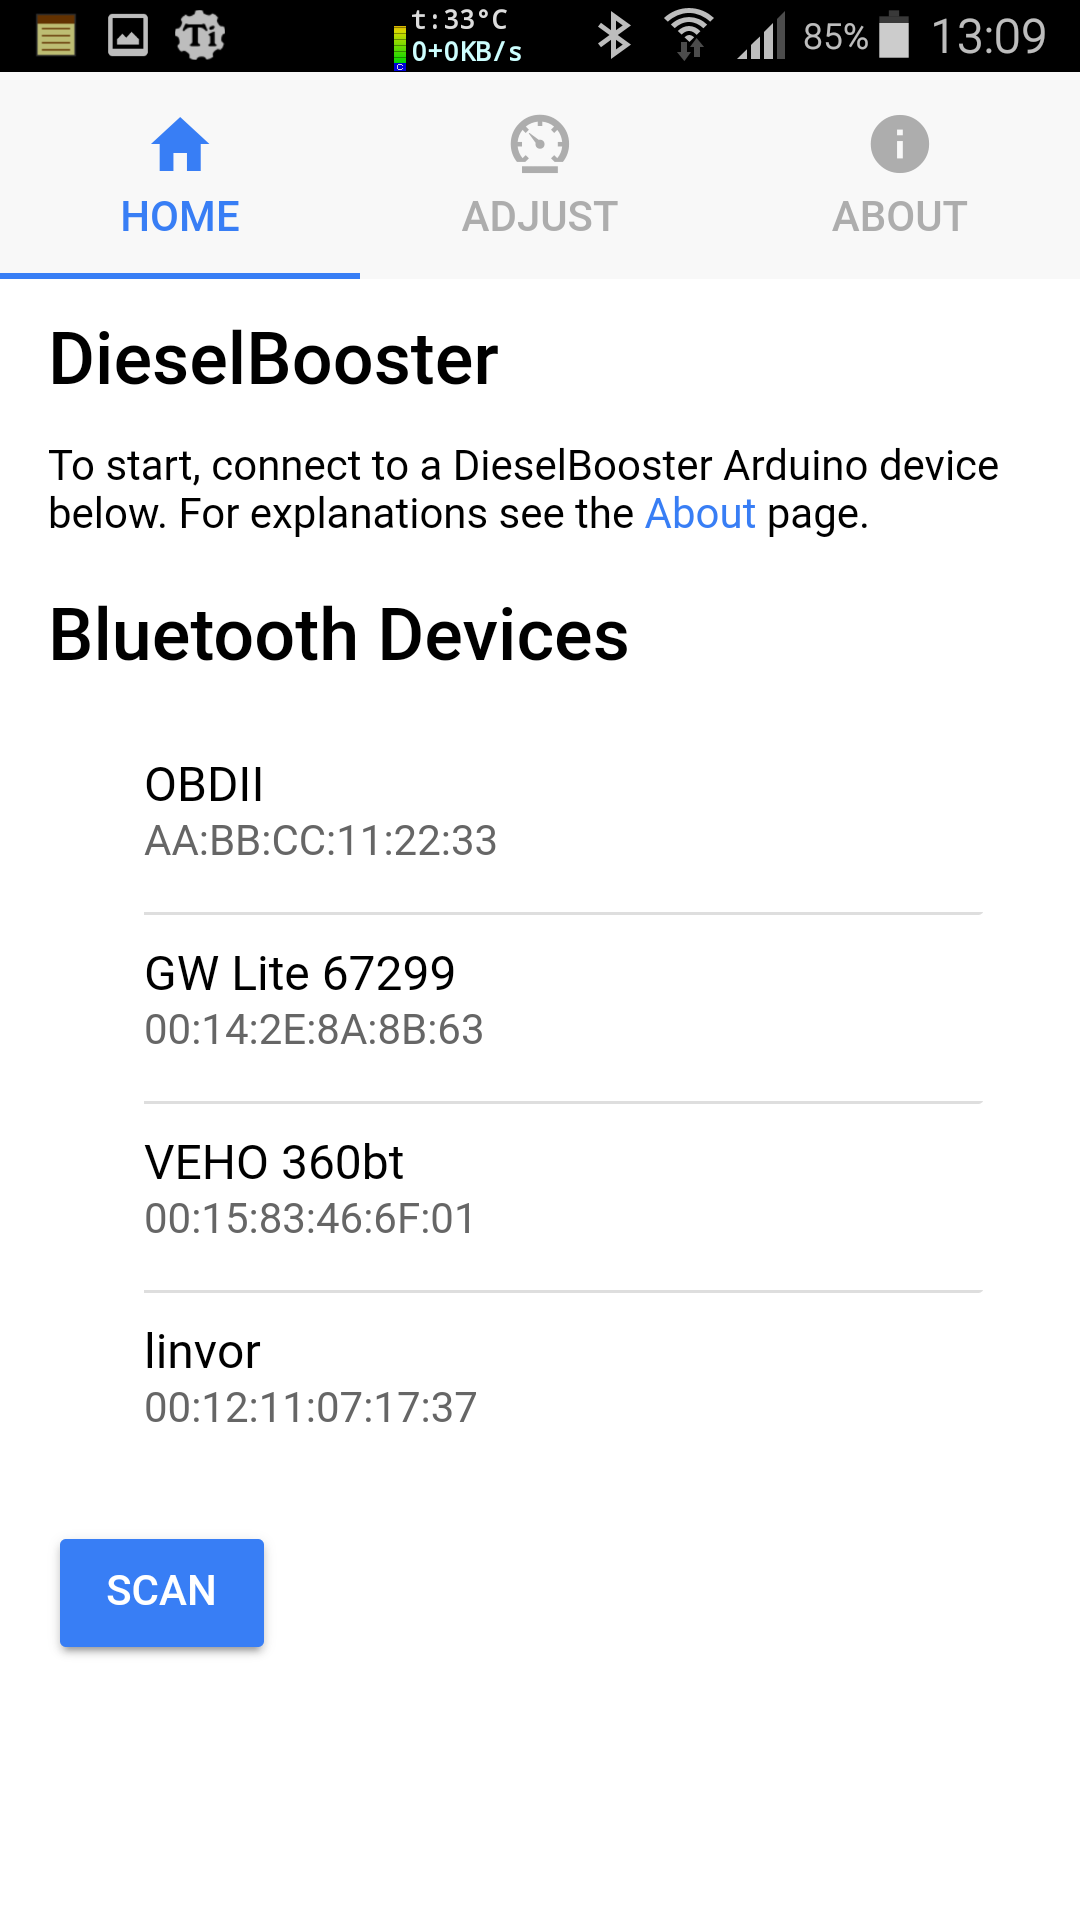 t:33°C
0+0KB/s
85%
13:09
HOME
ADJUST
ABOUT
DieselBooster
To start, connect to a DieselBooster Arduino device
below. For explanations see the About page.
Bluetooth Devices
OBDII
AA:BB:CC:11:22:33
GW Lite 67299
00:14:2E:8A:8B:63
VEHO 360bt
00:15:83:46:6F:01
linvor
00:12:11:07:17:37
SCAN